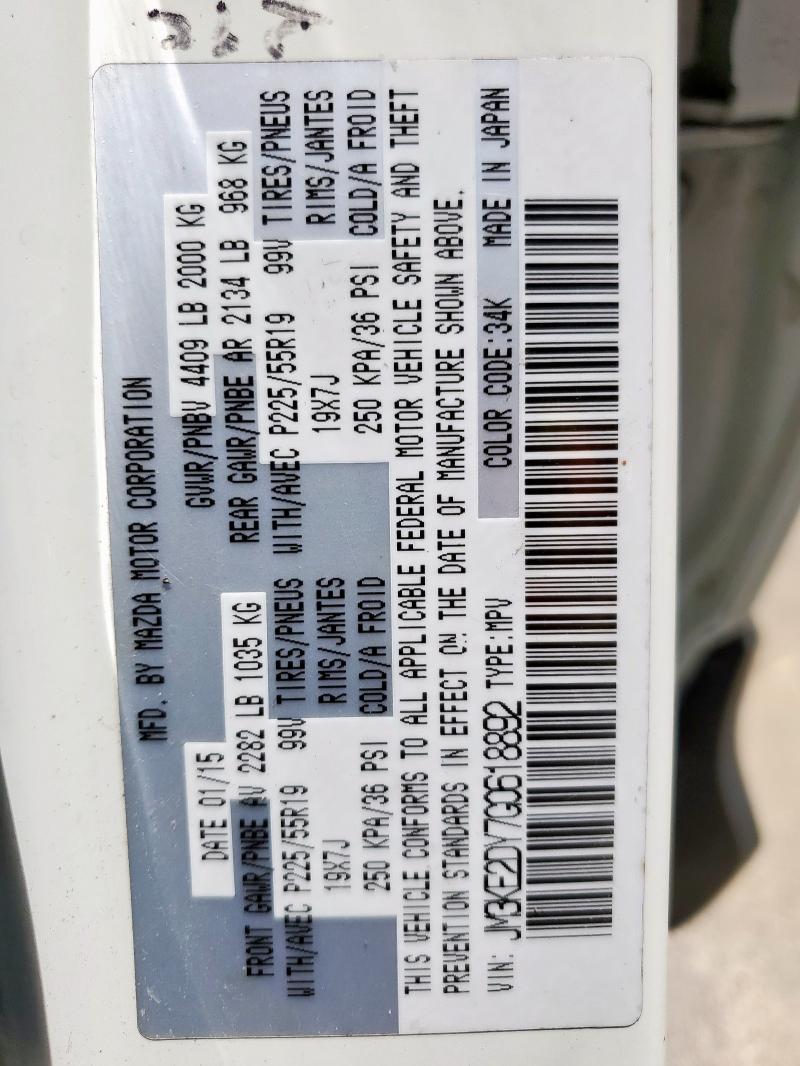 MFD. BY MAZDA MOTOR CORPORATION
DATE 01/15 GVWR/PNBV 4409 LB 2000 KG
FRONT GAWR/PNBE AV 2282 LB 1035 KG REAR GAWR/PNBE AR 2134 LB 968 KG
WITH/AVEC P225/55R19 99V TIRES/PNEUS WITH/AVEC P225/55R19 99V TIRES/PNEUS
19X7J RIMS/JANTES 19X7J RIMS/JANTES
250 KPA/36 PSI COLD/A FROID 250 KPA/36 PSI COLD/A FROID
THIS VEHICLE CONFORMS TO ALL APPLICABLE FEDERAL MOTOR VEHICLE SAFETY AND THEFT
PREVENTION STANDARDS IN EFFECT ON THE DATE OF MANUFACTURE SHOWN ABOVE.
VIN: JM3KE2DY7G0618892 TYPE:MPV COLOR CODE:34K MADE IN JAPAN